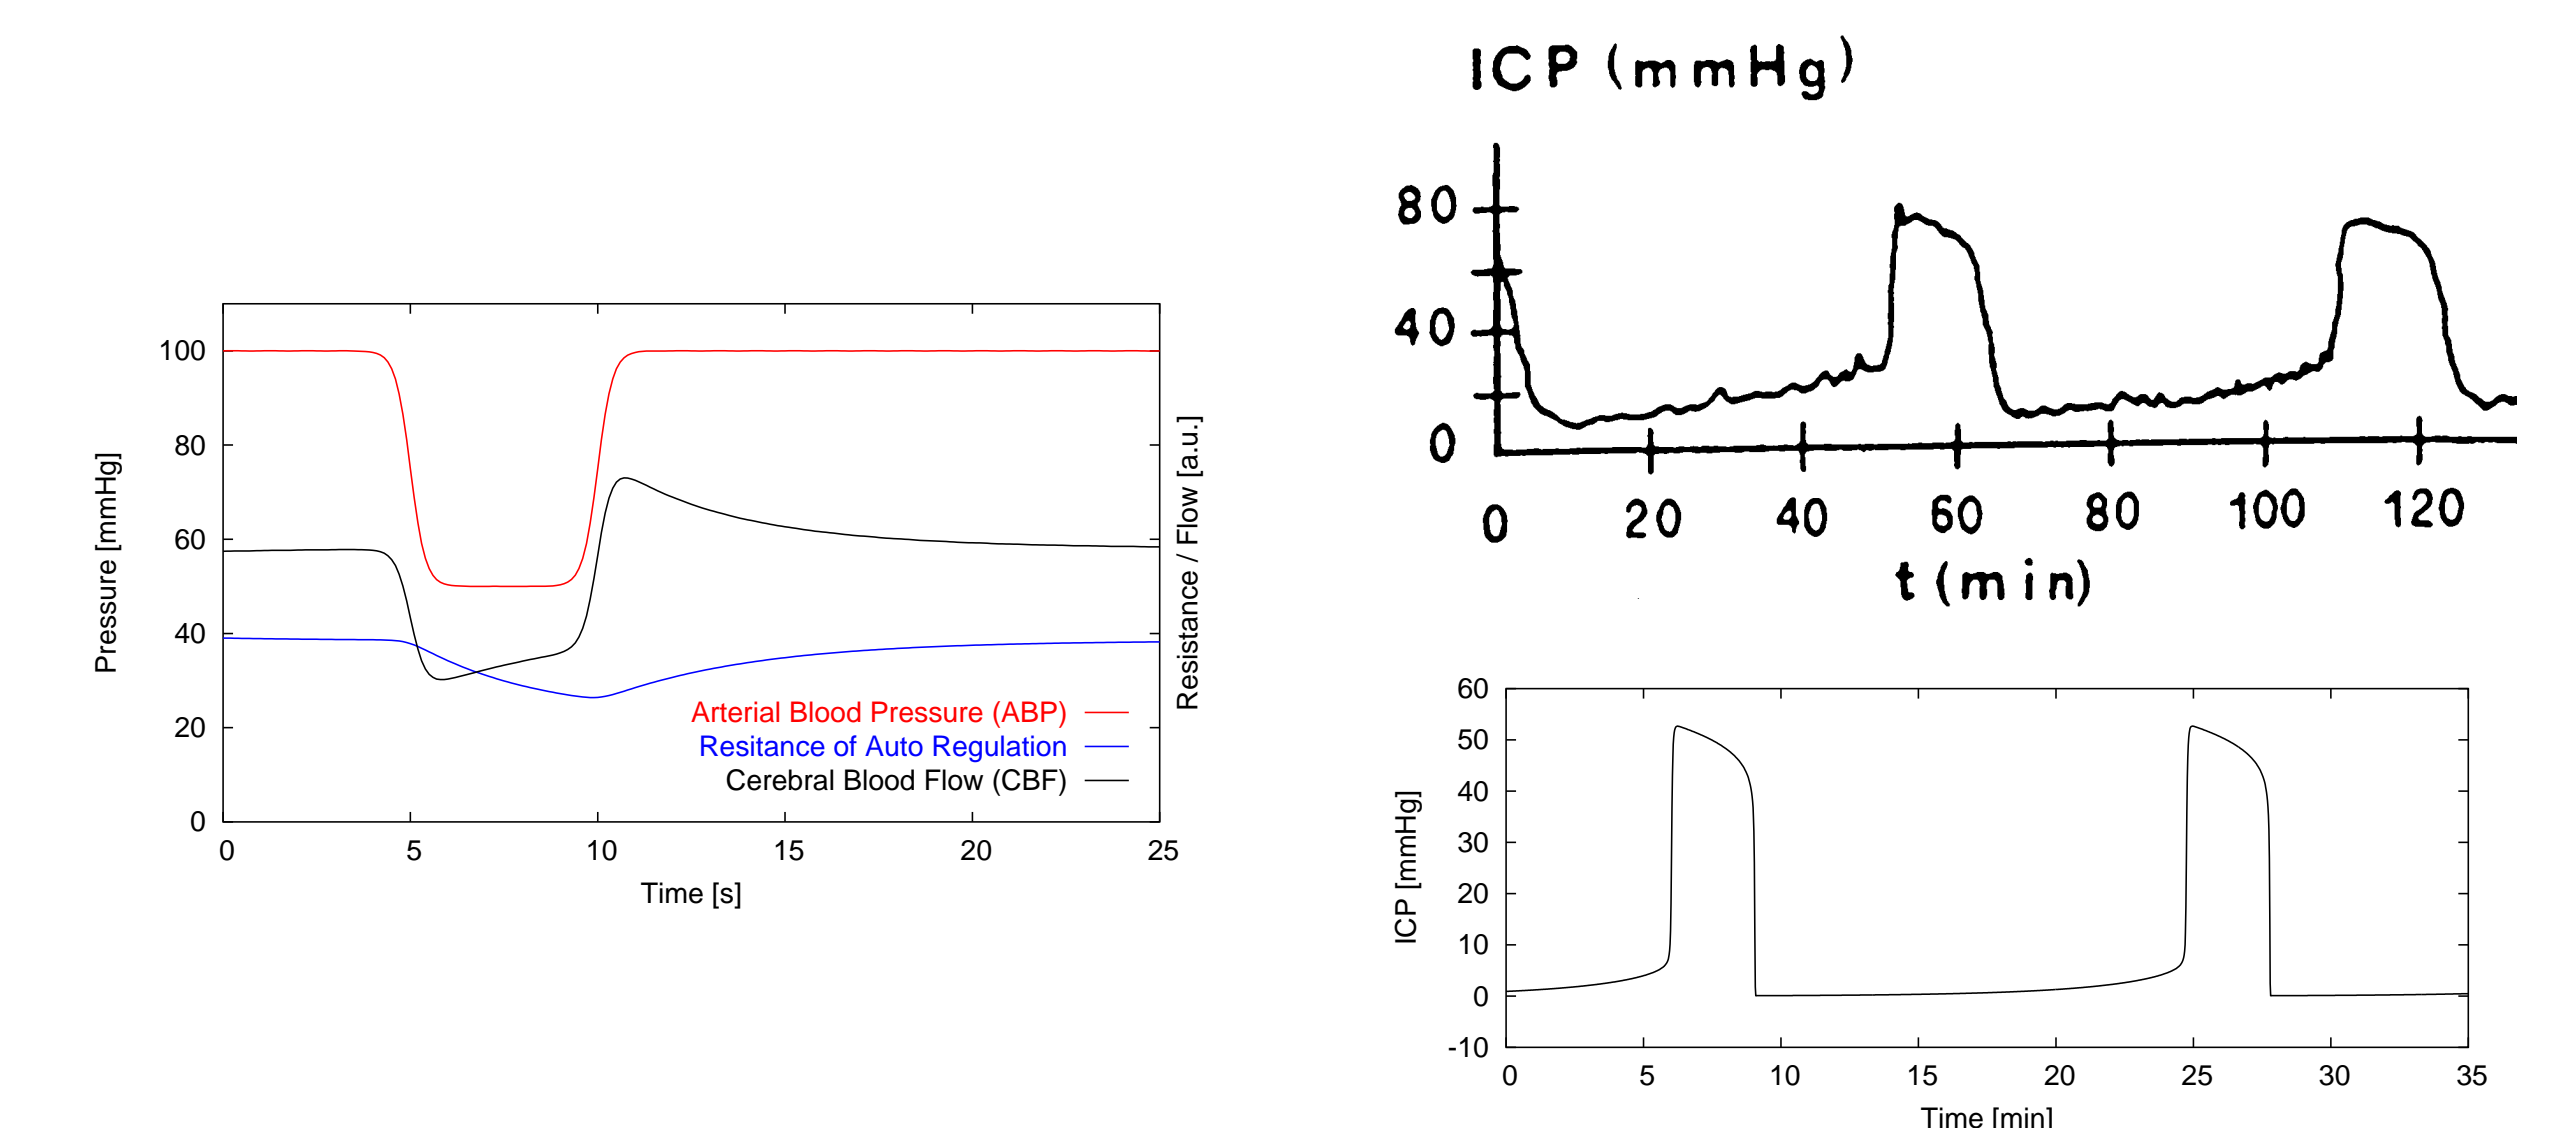 100
80
60
40
20
0
0 5 10 15 20 25
Pressure [mmHg]
Time [s]
Resistance / Flow [a.u.]
Arterial Blood Pressure (ABP)
Resitance of Auto Regulation
Cerebral Blood Flow (CBF)
ICP (mmHg)
80
40
0
0 20 40 60 80 100 120
t (min)
60
50
40
30
20
10
0
-10
ICP [mmHg]
0 5 10 15 20 25 30 35
Time [min]